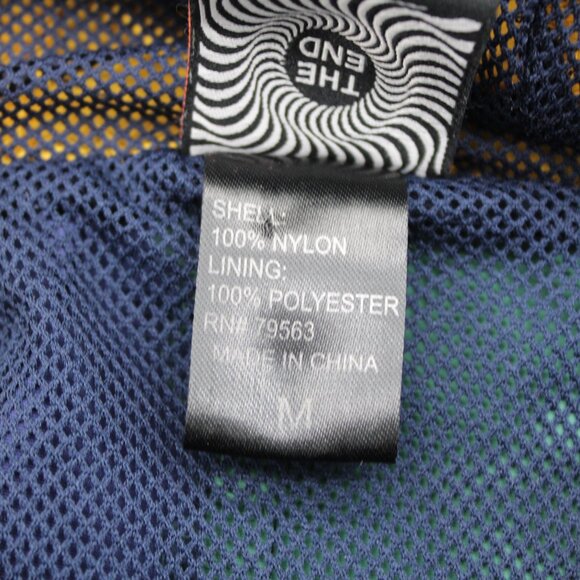 THE
END
SHELL:
100% NYLON
LINING:
100% POLYESTER
RN# 79563
MADE IN CHINA
M